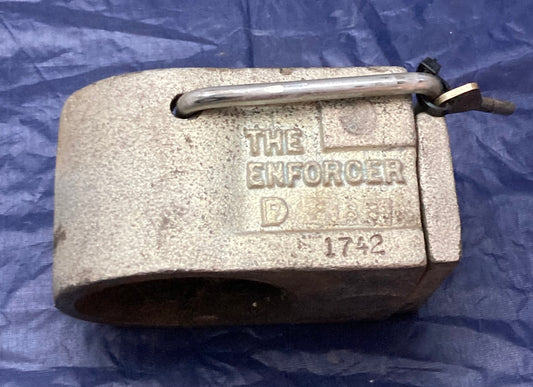 THE
ENFORCER
D
1742